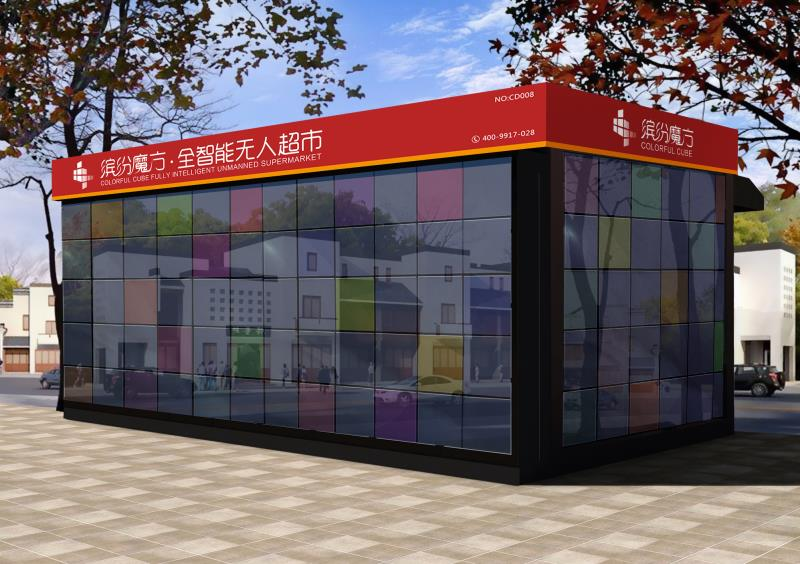 缤纷魔方·全智能无人超市
COLORFUL CUBE FULLY INTELLIGENT UNMANNED SUPERMARKET
NO:CD008
400-9917-028
缤纷魔方
COLORFUL CUBE